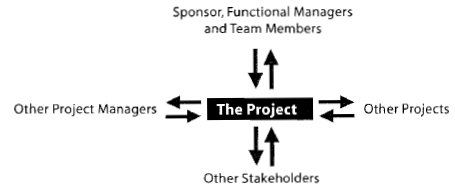 Sponsor, Functional Managers
and Team Members
Other Project Managers
The Project
Other Projects
Other Stakeholders